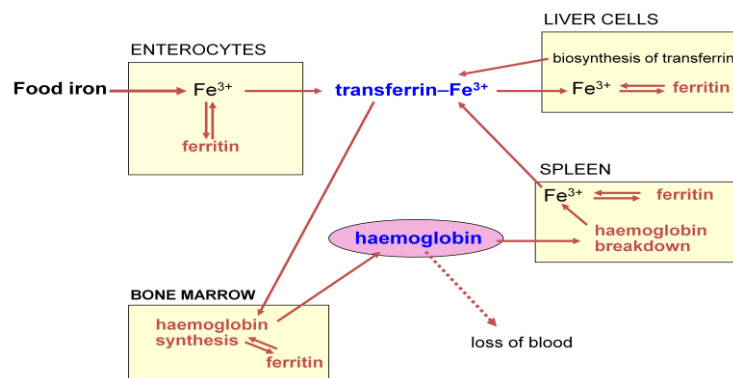 LIVER CELLS
ENTEROCYTES
biosynthesis of transferrin
Food iron
Fe³⁺
transferrin–Fe³⁺
Fe³⁺
ferritin
ferritin
SPLEEN
Fe³⁺
ferritin
haemoglobin
breakdown
haemoglobin
BONE MARROW
haemoglobin
synthesis
ferritin
loss of blood